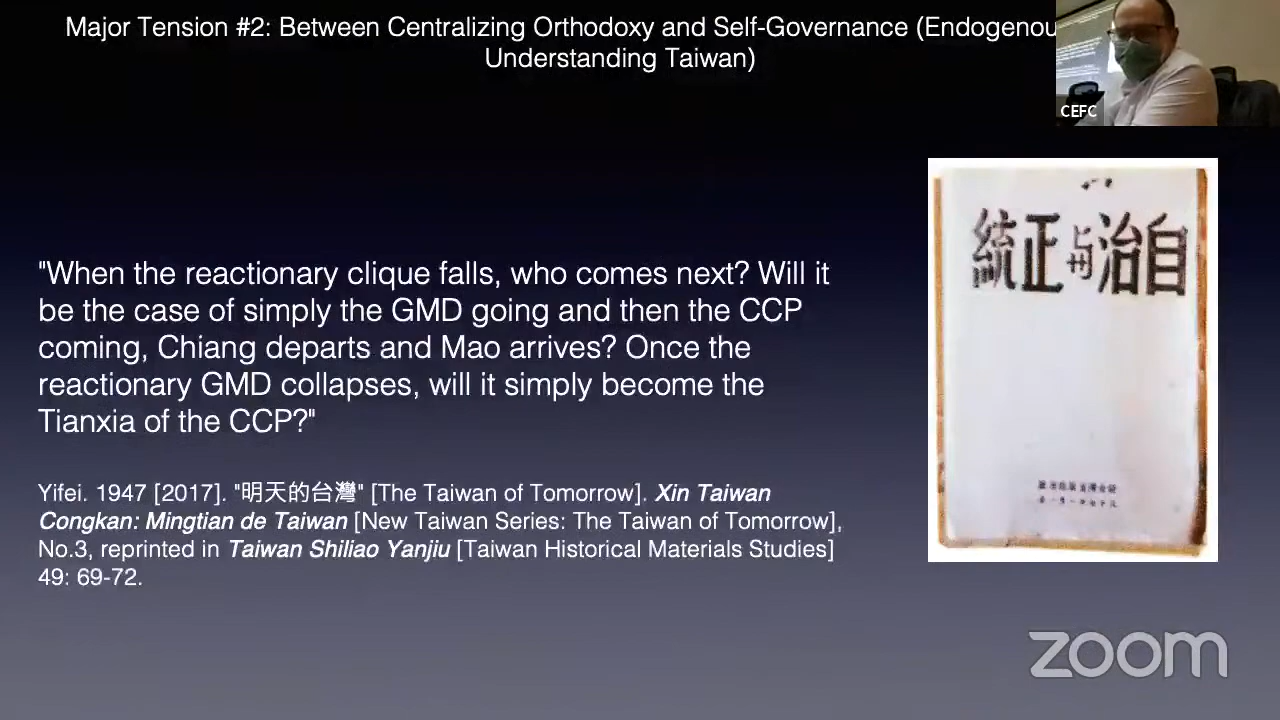 Major Tension #2: Between Centralizing Orthodoxy and Self-Governance (Endogenou
Understanding Taiwan)
CEFC
"When the reactionary clique falls, who comes next? Will it
be the case of simply the GMD going and then the CCP
coming, Chiang departs and Mao arrives? Once the
reactionary GMD collapses, will it simply become the
Tianxia of the CCP?"
Yifei. 1947 [2017]. "明天的台灣" [The Taiwan of Tomorrow]. Xin Taiwan
Congkan: Mingtian de Taiwan [New Taiwan Series: The Taiwan of Tomorrow],
No.3, reprinted in Taiwan Shiliao Yanjiu [Taiwan Historical Materials Studies]
49: 69-72.
自治与正統
zoom